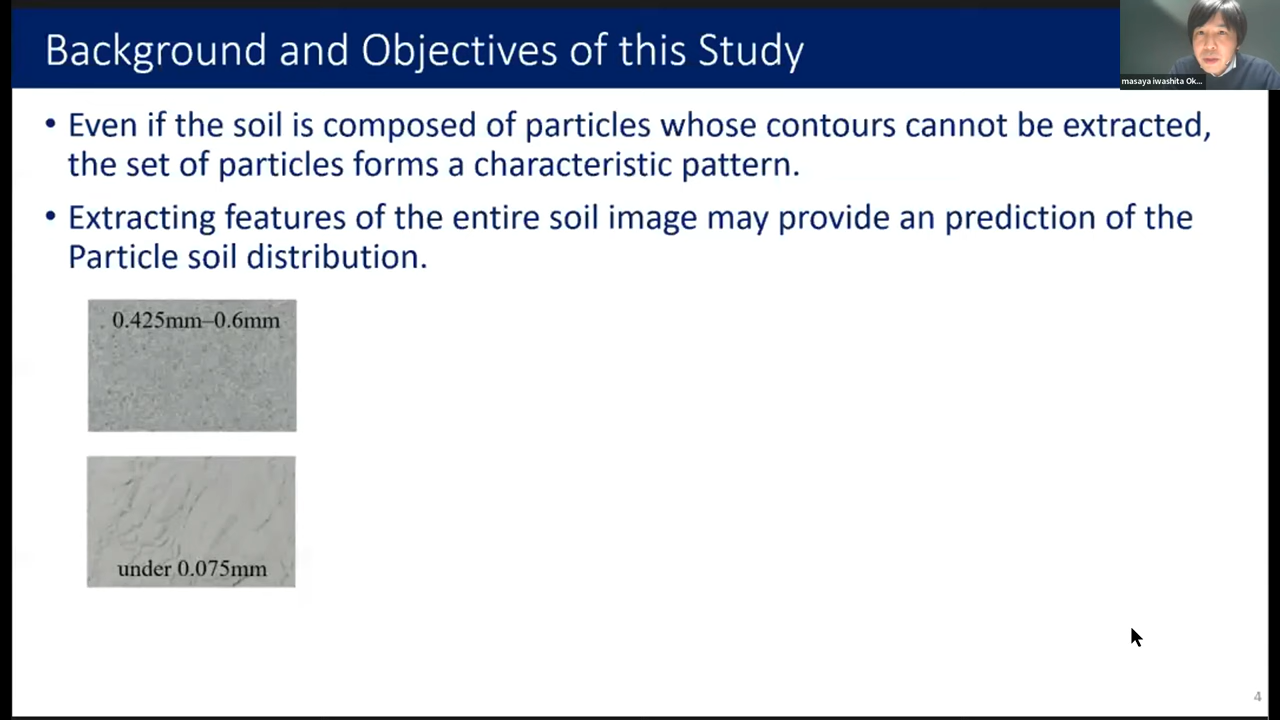 Background and Objectives of this Study
masaya iwashita Ok...
• Even if the soil is composed of particles whose contours cannot be extracted,
the set of particles forms a characteristic pattern.
• Extracting features of the entire soil image may provide an prediction of the
Particle soil distribution.
0.425mm–0.6mm
under 0.075mm
4